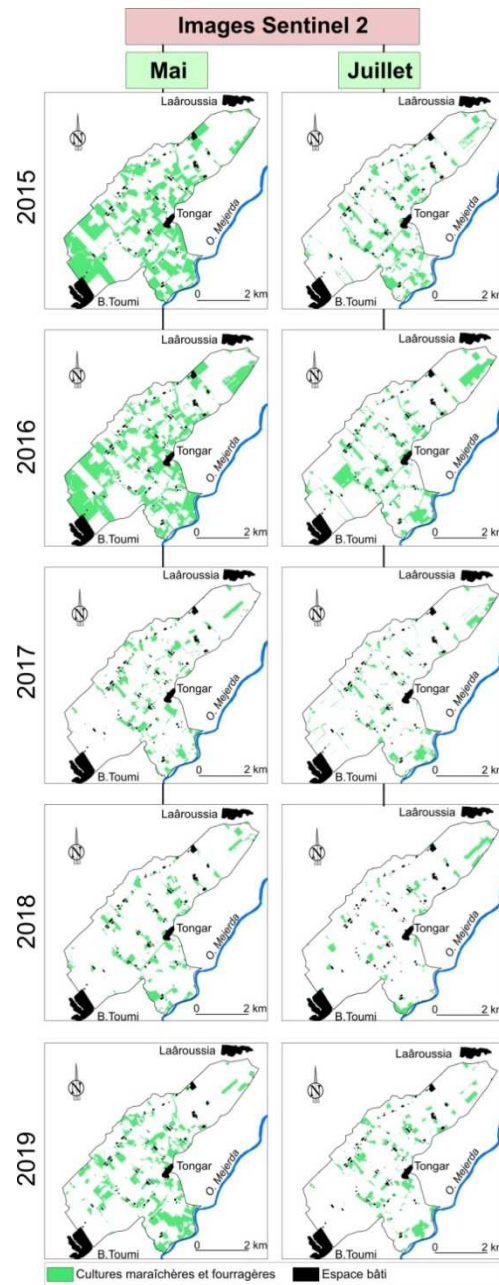 Images Sentinel 2
Mai Juillet
2015
Laâroussia
N
Tongar
O. Mejerda
B.Toumi
0 2 km
Laâroussia
N
Tongar
O. Mejerda
B.Toumi
0 2 km
2016
Laâroussia
N
Tongar
O. Mejerda
B.Toumi
0 2 km
Laâroussia
N
Tongar
O. Mejerda
B.Toumi
0 2 km
2017
Laâroussia
N
Tongar
O. Mejerda
B.Toumi
0 2 km
Laâroussia
N
Tongar
O. Mejerda
B.Toumi
0 2 km
2018
Laâroussia
N
Tongar
O. Mejerda
B.Toumi
0 2 km
Laâroussia
N
Tongar
O. Mejerda
B.Toumi
0 2 km
2019
Laâroussia
N
Tongar
O. Mejerda
B.Toumi
0 2 km
Laâroussia
N
Tongar
O. Mejerda
B.Toumi
0 2 km
Cultures maraîchères et fourragères Espace bâti